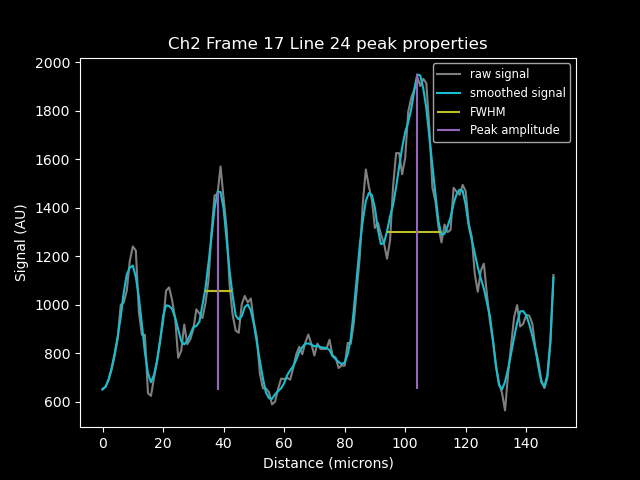 Ch2 Frame 17 Line 24 peak properties
raw signal
smoothed signal
FWHM
Peak amplitude
Signal (AU)
2000
1800
1600
1400
1200
1000
800
600
0 20 40 60 80 100 120 140
Distance (microns)